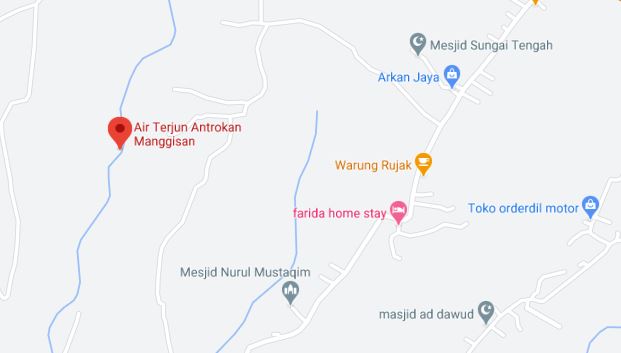 Mesjid Sungai Tengah
Arkan Jaya
Air Terjun Antrokan
Manggisan
Warung Rujak
farida home stay
Toko orderdil motor
Mesjid Nurul Mustaqim
masjid ad dawud